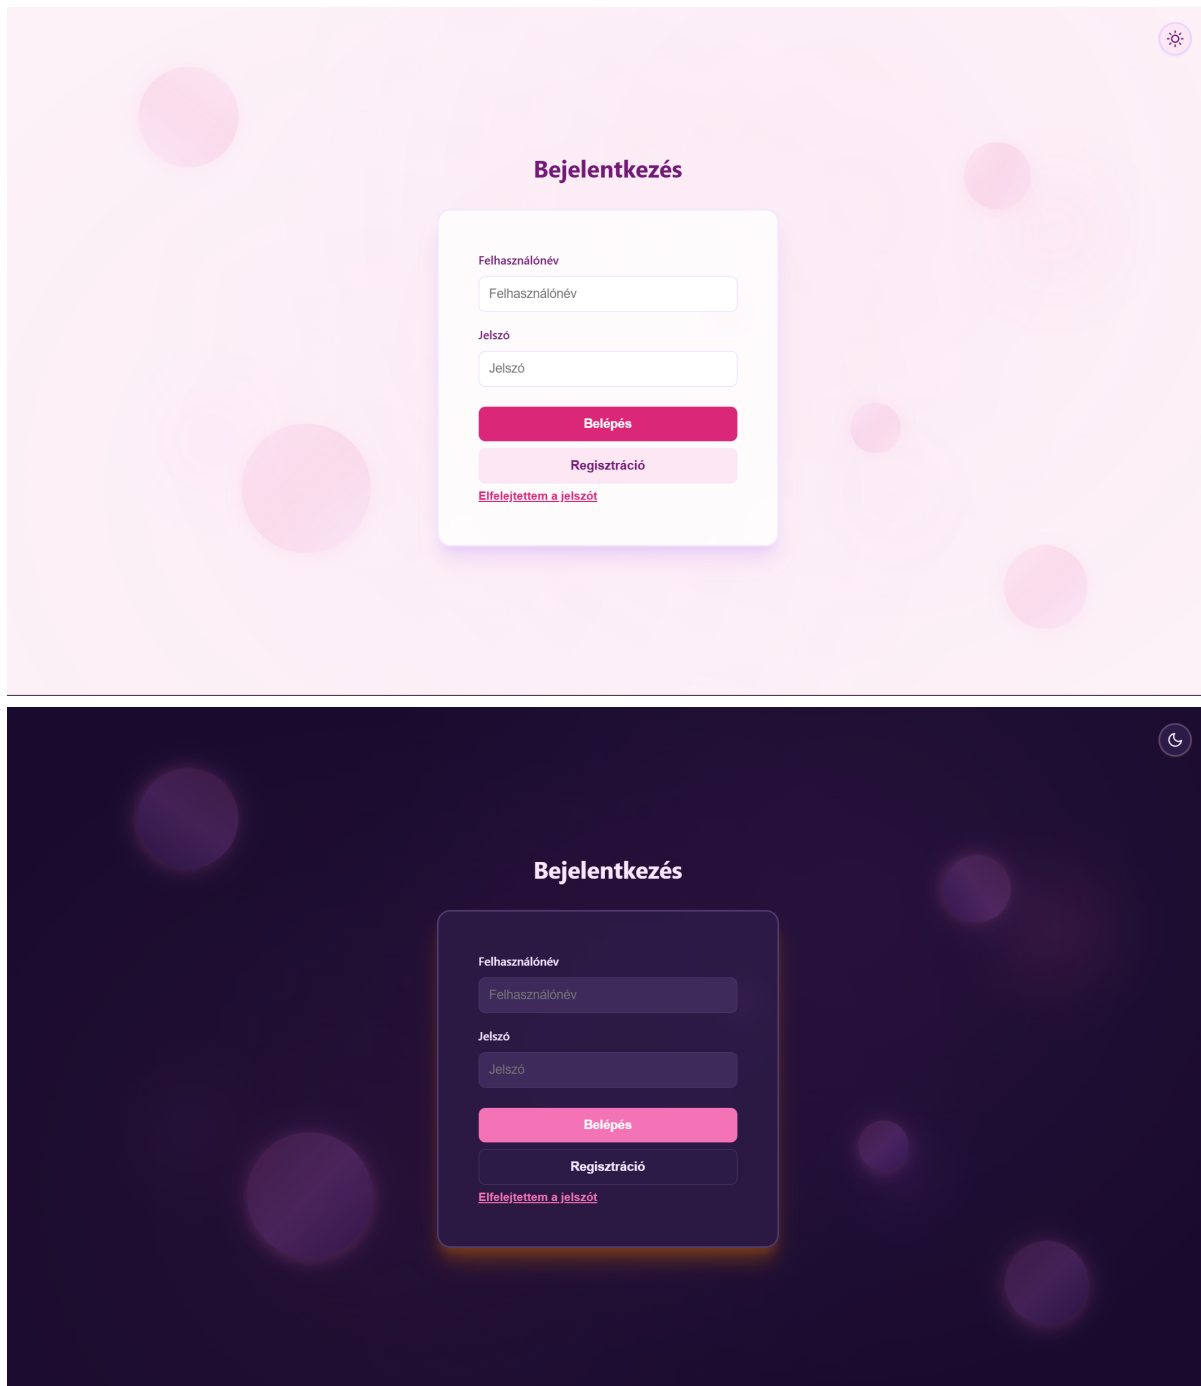 Bejelentkezés
Felhasználónév
Felhasználónév
Jelszó
Jelszó
Belépés
Regisztráció
Elfelejtettem a jelszót
Bejelentkezés
Felhasználónév
Felhasználónév
Jelszó
Jelszó
Belépés
Regisztráció
Elfelejtettem a jelszót